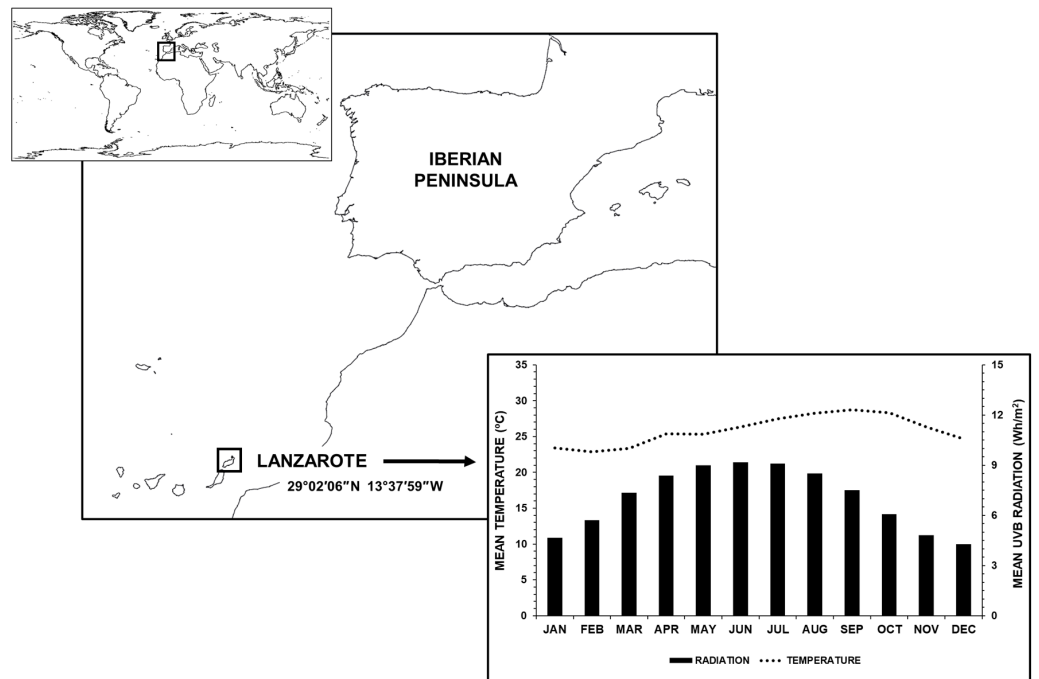 IBERIAN
PENINSULA
LANZAROTE
29°02′06″N 13°37′59″W
MEAN TEMPERATURE (ºC)
35
30
25
20
15
10
5
0
15
12
9
6
3
0
MEAN UVB RADIATION (Wh/m²)
JAN FEB MAR APR MAY JUN JUL AUG SEP OCT NOV DEC
RADIATION TEMPERATURE